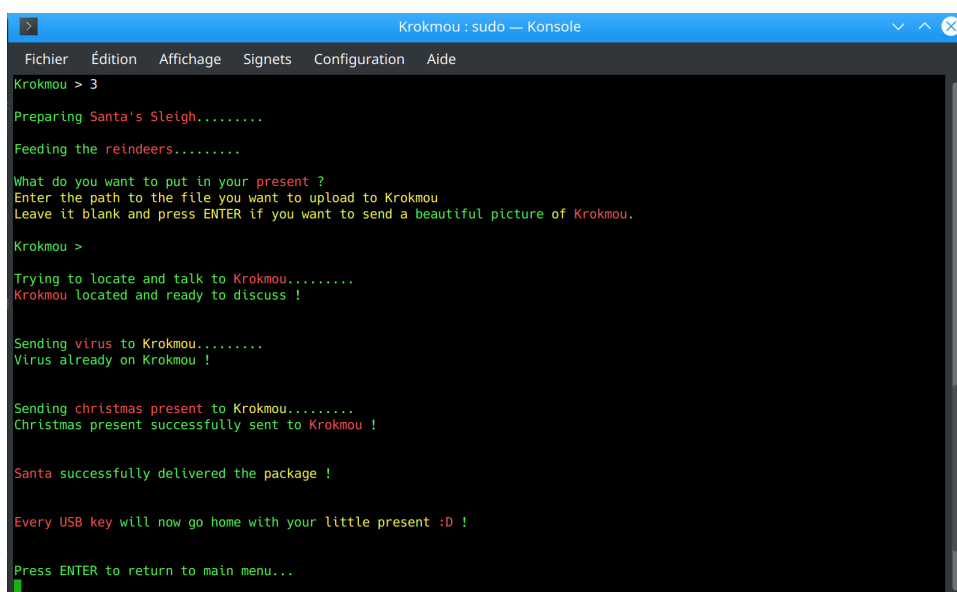 Krokmou : sudo — Konsole
Fichier Édition Affichage Signets Configuration Aide
Krokmou > 3
Preparing Santa's Sleigh.........
Feeding the reindeers.........
What do you want to put in your present ?
Enter the path to the file you want to upload to Krokmou
Leave it blank and press ENTER if you want to send a beautiful picture of Krokmou.
Krokmou >
Trying to locate and talk to Krokmou.........
Krokmou located and ready to discuss !
Sending virus to Krokmou.........
Virus already on Krokmou !
Sending christmas present to Krokmou.........
Christmas present successfully sent to Krokmou !
Santa successfully delivered the package !
Every USB key will now go home with your little present :D !
Press ENTER to return to main menu...